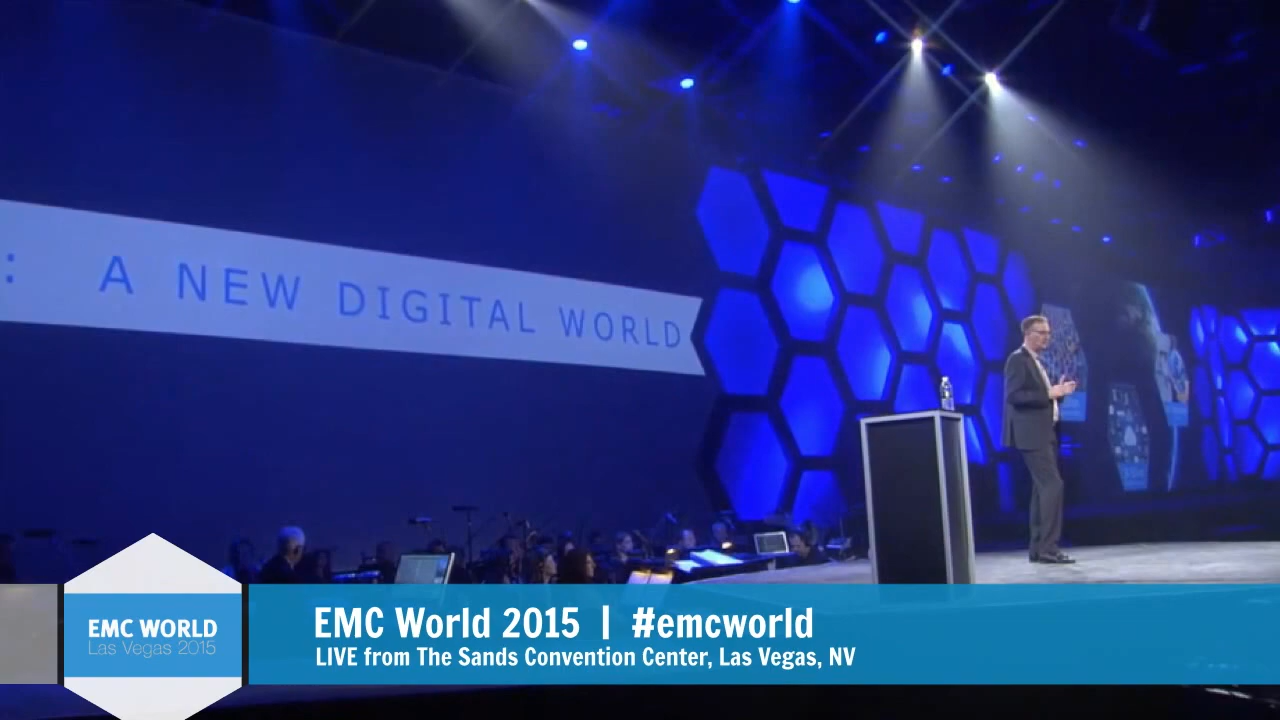 : A NEW DIGITAL WORLD
EMC WORLD
Las Vegas 2015
EMC World 2015 | #emcworld
LIVE from The Sands Convention Center, Las Vegas, NV